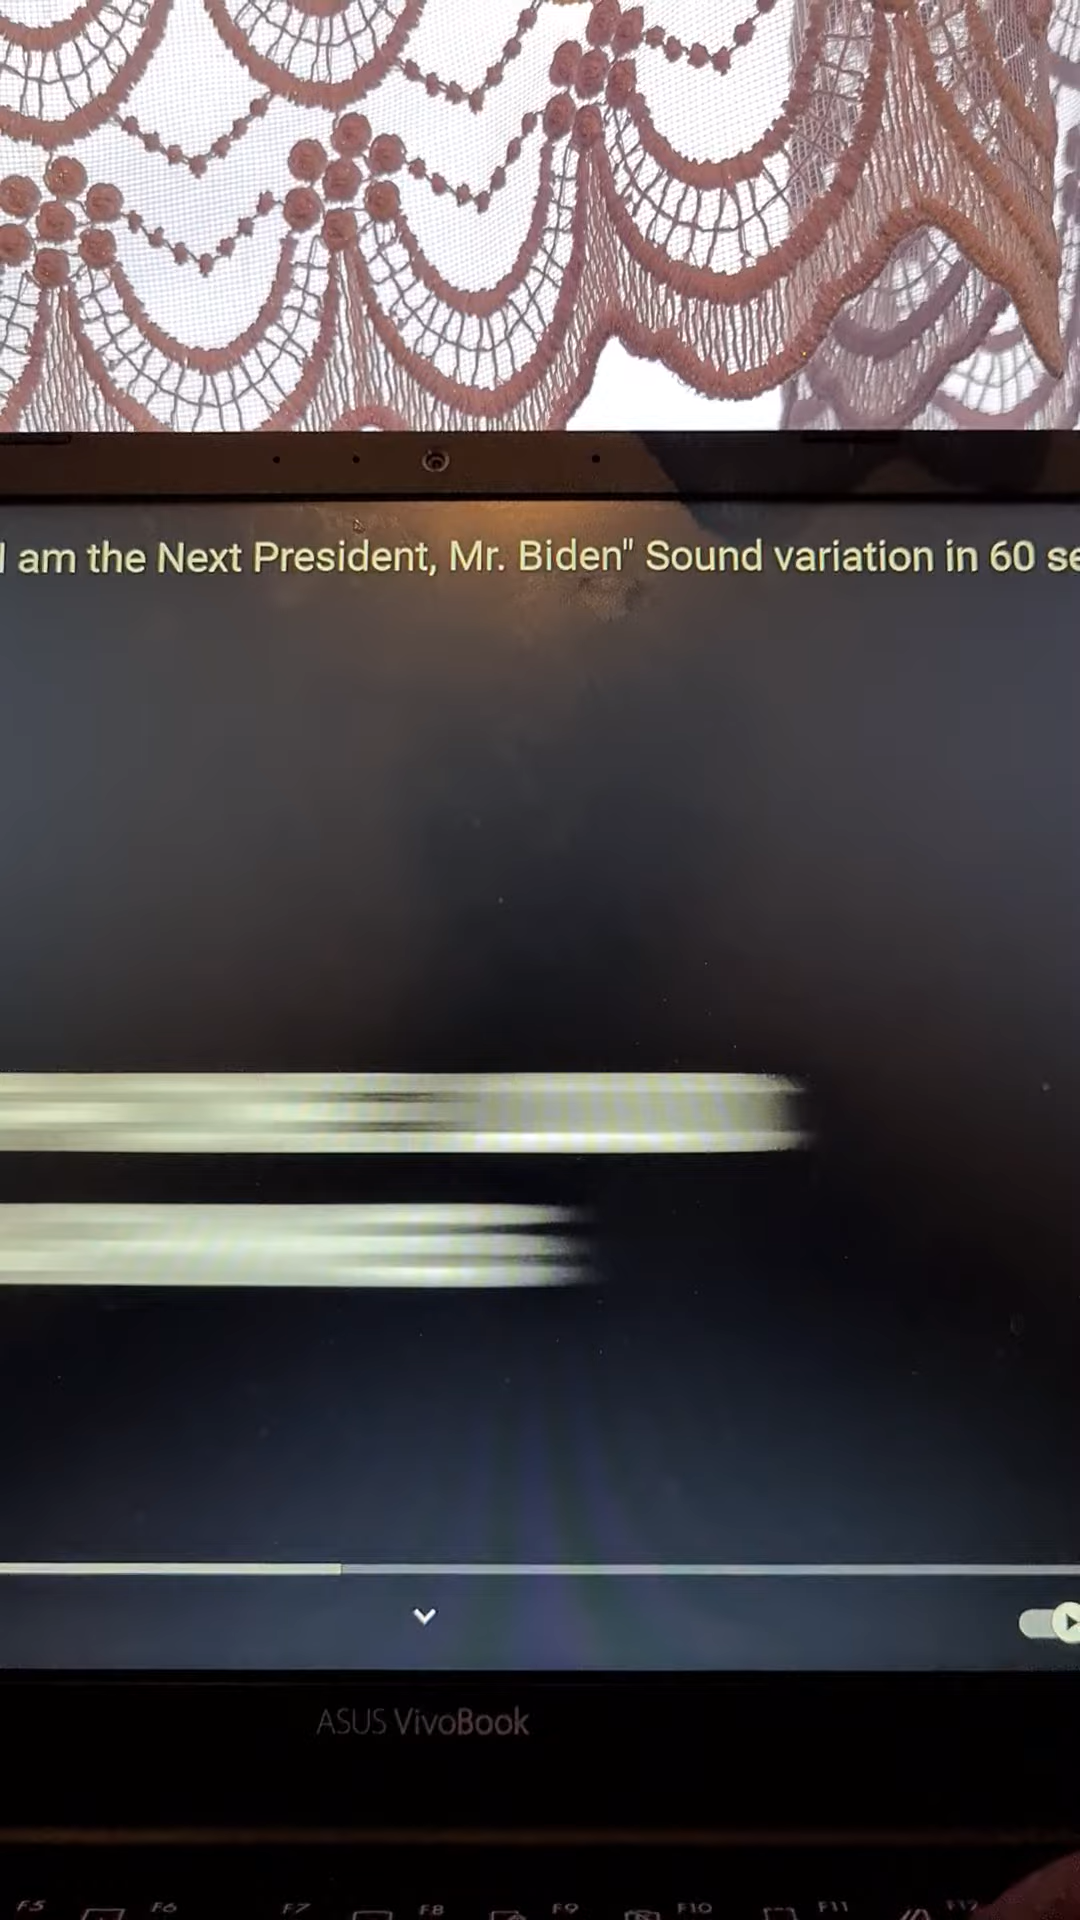 I am the Next President, Mr. Biden" Sound variation in 60 se
ASUS VivoBook
F5 F6 F7 F8 F9 F10 F11 F12